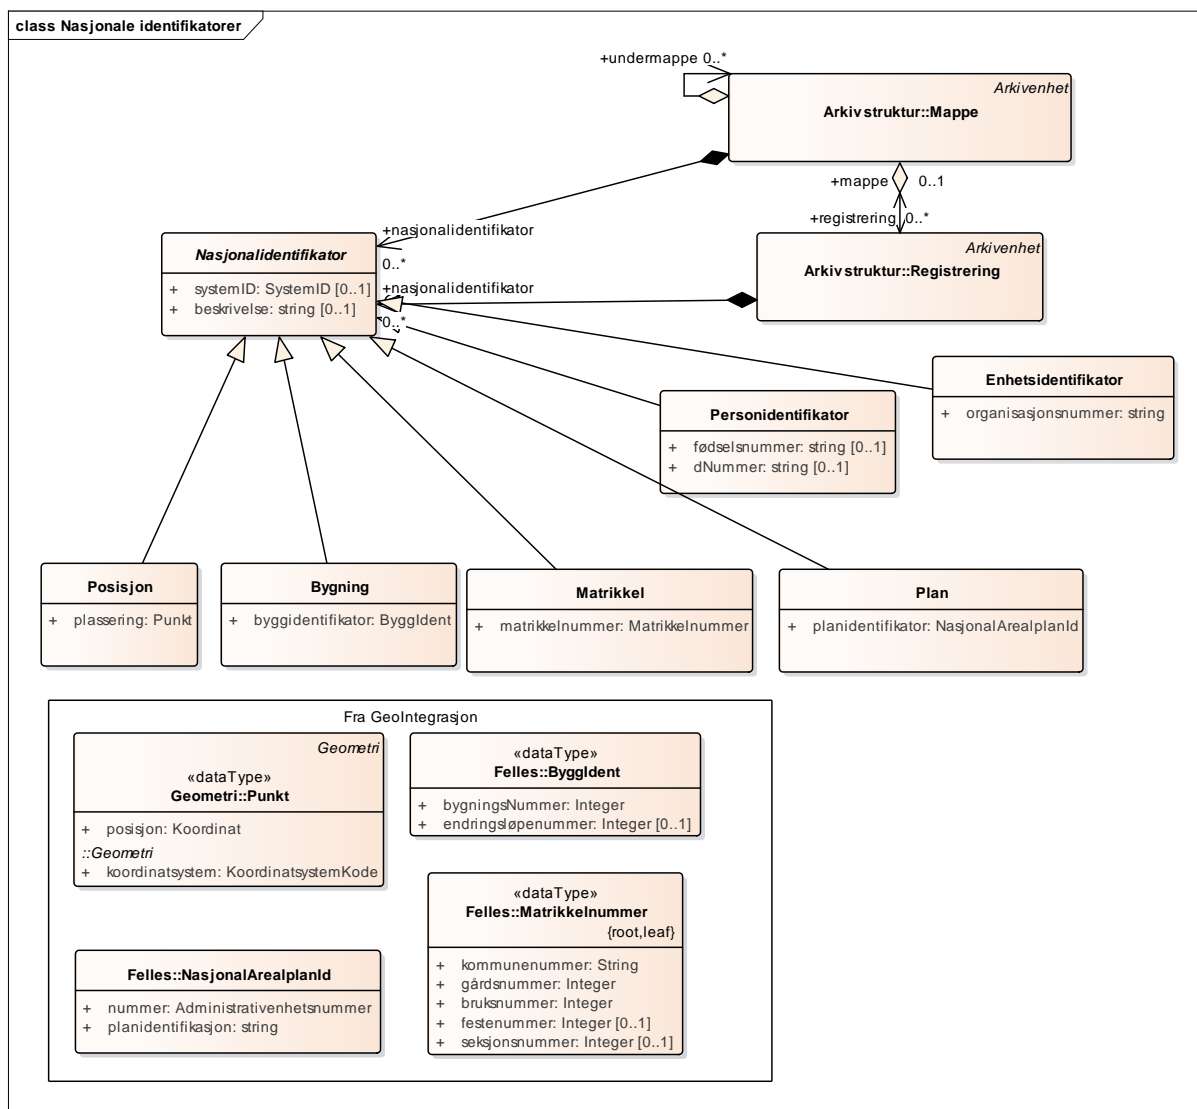 class Nasjonale identifikatorer
+undermappe 0..*
Arkivenhet
Arkivstruktur::Mappe
+mappe 0..1
+registrering 0..*
+nasjonalidentifikator
0..*
Arkivenhet
Arkivstruktur::Registrering
Nasjonalidentifikator
+ systemID: SystemID [0..1]
+ beskrivelse: string [0..1]
+nasjonalidentifikator
0..*
Enhetsidentifikator
+ organisasjonsnummer: string
Personidentifikator
+ fødselsnummer: string [0..1]
+ dNummer: string [0..1]
Posisjon
+ plassering: Punkt
Bygning
+ byggidentifikator: ByggIdent
Matrikkel
+ matrikkelnummer: Matrikkelnummer
Plan
+ planidentifikator: NasjonalArealplanId
Fra GeoIntegrasjon
Geometri
«dataType»
Geometri::Punkt
+ posisjon: Koordinat
::Geometri
+ koordinatsystem: KoordinatsystemKode
«dataType»
Felles::ByggIdent
+ bygningsNummer: Integer
+ endringsløpenummer: Integer [0..1]
«dataType»
Felles::Matrikkelnummer
{root,leaf}
+ kommunenummer: String
+ gårdsnummer: Integer
+ bruksnummer: Integer
+ festenummer: Integer [0..1]
+ seksjonsnummer: Integer [0..1]
Felles::NasjonalArealplanId
+ nummer: Administrativenhetsnummer
+ planidentifikasjon: string